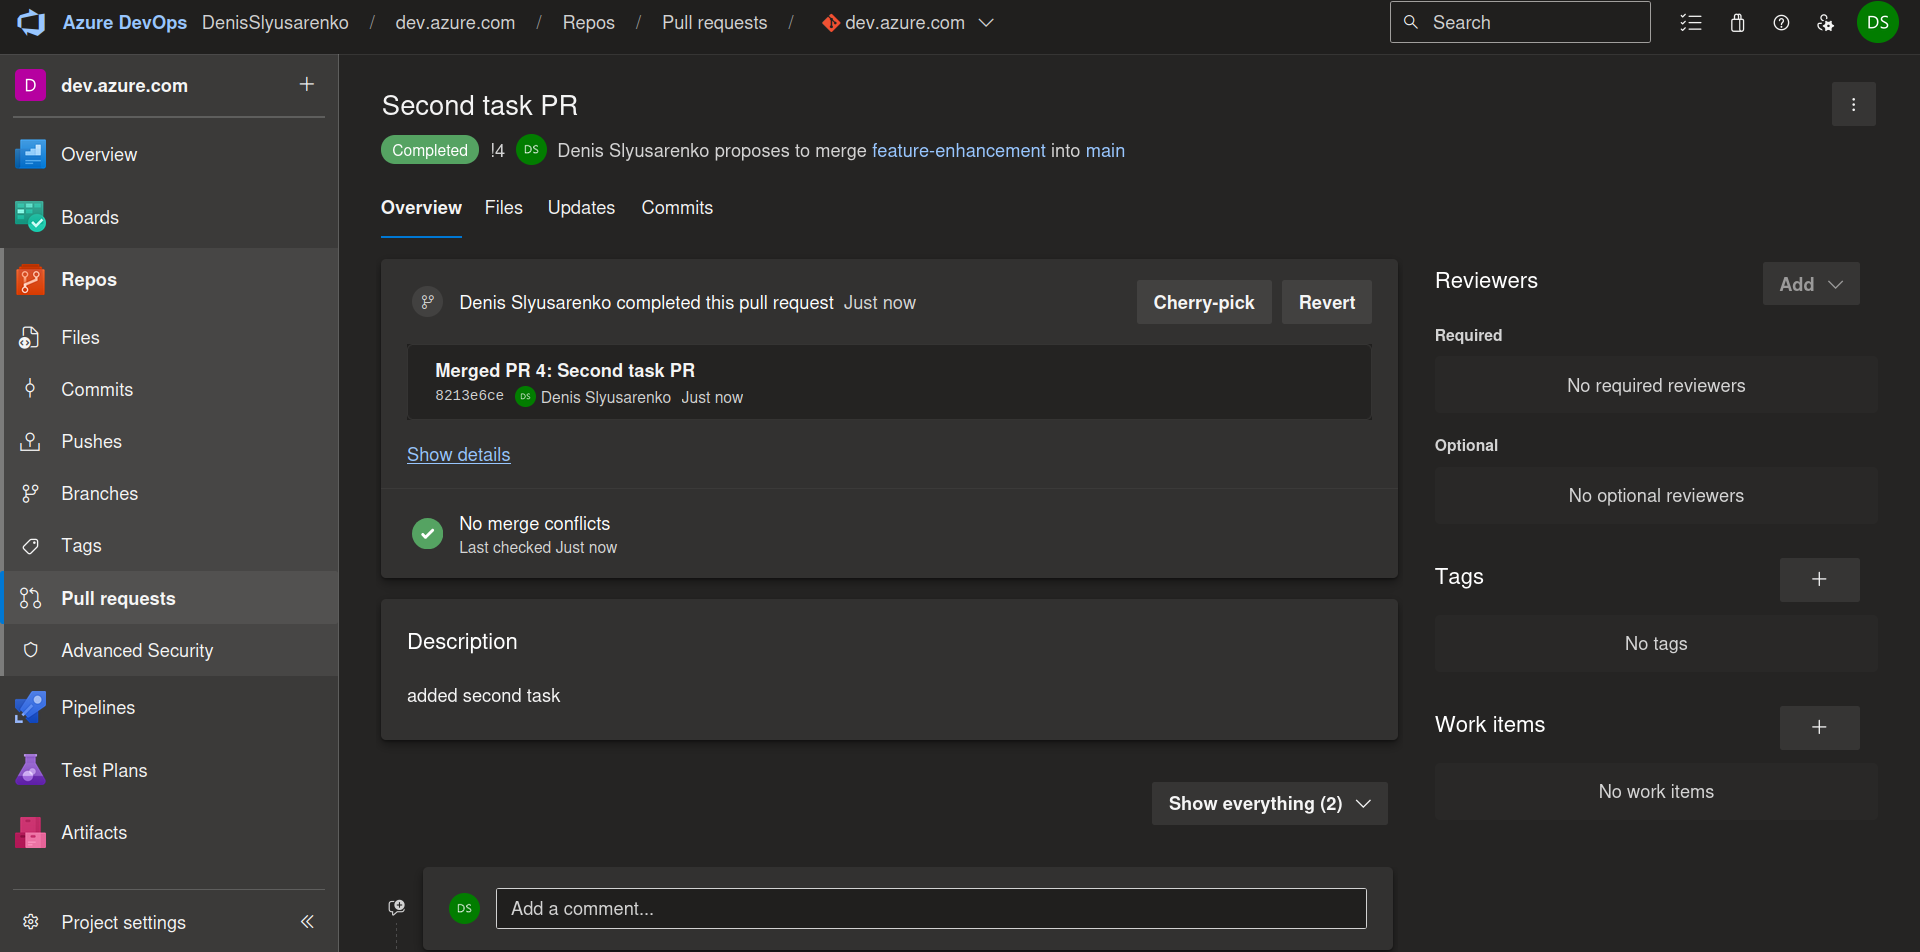 Azure DevOps DenisSlyusarenko / dev.azure.com / Repos / Pull requests / dev.azure.com Search DS
D dev.azure.com +
Overview
Boards
Repos
Files
Commits
Pushes
Branches
Tags
Pull requests
Advanced Security
Pipelines
Test Plans
Artifacts
Project settings
Second task PR
Completed !4 DS Denis Slyusarenko proposes to merge feature-enhancement into main
Overview Files Updates Commits
Denis Slyusarenko completed this pull request Just now Cherry-pick Revert
Merged PR 4: Second task PR
8213e6ce DS Denis Slyusarenko Just now
Show details
No merge conflicts
Last checked Just now
Description
added second task
Show everything (2)
DS Add a comment...
Reviewers Add
Required
No required reviewers
Optional
No optional reviewers
Tags +
No tags
Work items +
No work items